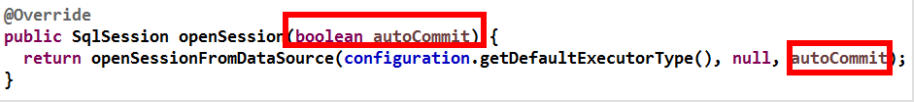 @Override
public SqlSession openSession(boolean autoCommit) {
return openSessionFromDataSource(configuration.getDefaultExecutorType(), null, autoCommit);
}